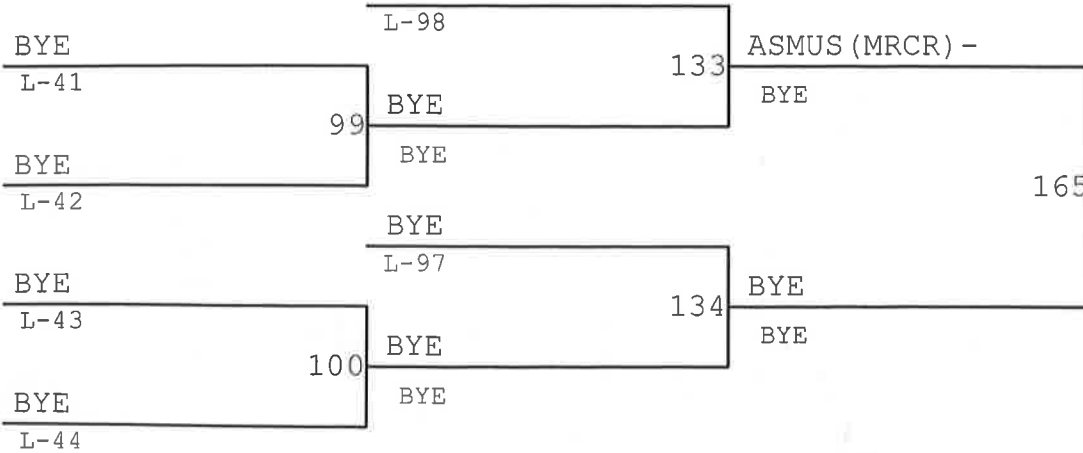 L-98
BYE
L-41
133
ASMUS(MRCR)-
BYE
99
BYE
BYE
BYE
L-42
165
BYE
L-97
BYE
L-43
134
BYE
BYE
100
BYE
BYE
BYE
L-44